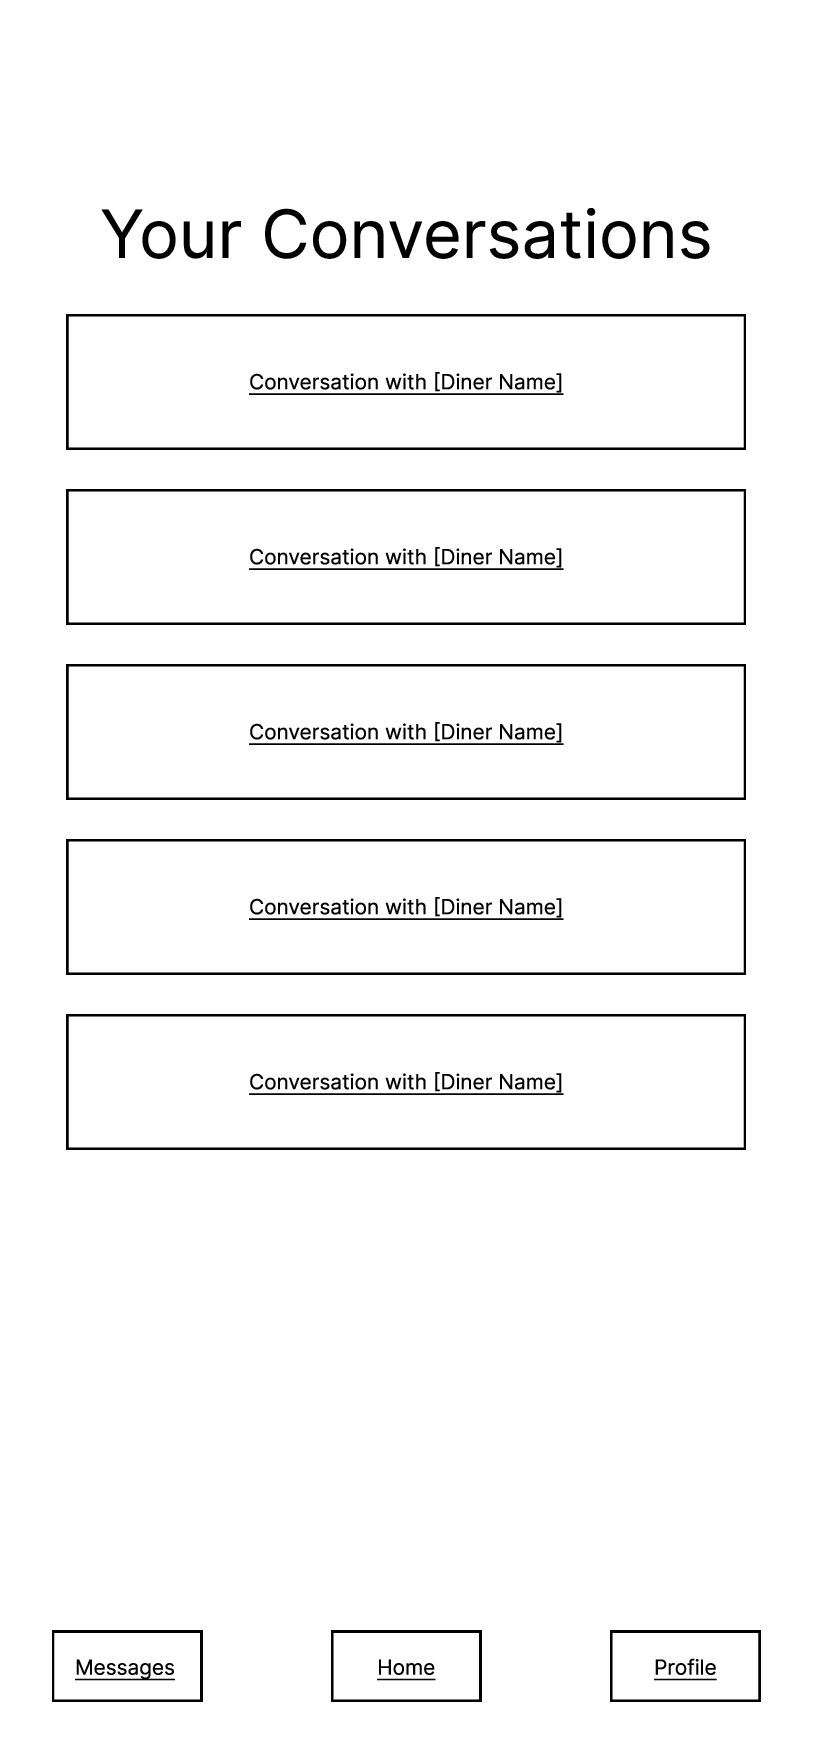 Your Conversations
Conversation with [Diner Name]
Conversation with [Diner Name]
Conversation with [Diner Name]
Conversation with [Diner Name]
Conversation with [Diner Name]
Messages
Home
Profile